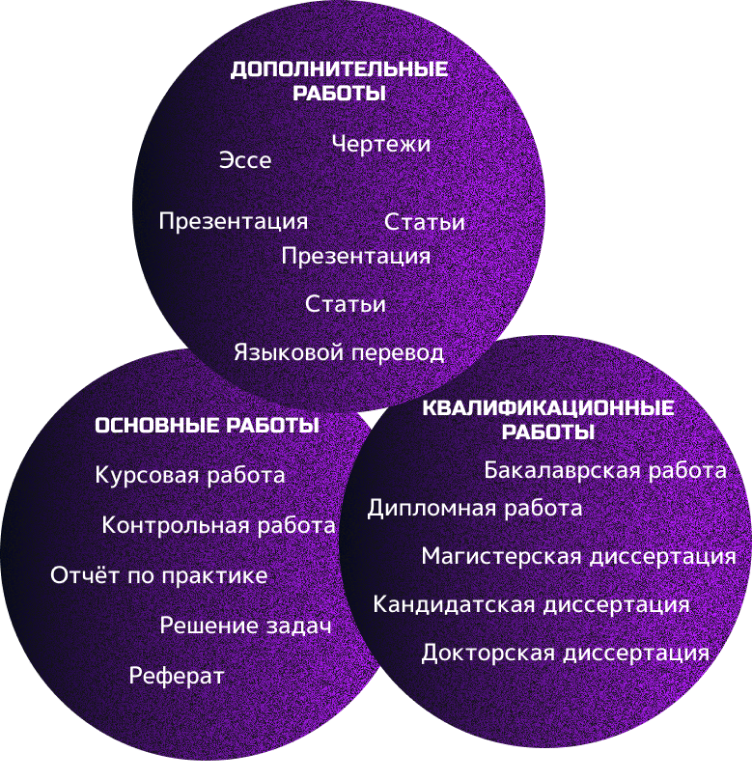 ДОПОЛНИТЕЛЬНЫЕ
РАБОТЫ
Чертежи
Эссе
Презентация
Статьи
Презентация
Статьи
Языковой перевод
ОСНОВНЫЕ РАБОТЫ
Курсовая работа
Контрольная работа
Отчёт по практике
Решение задач
Реферат
КВАЛИФИКАЦИОННЫЕ
РАБОТЫ
Бакалаврская работа
Дипломная работа
Магистерская диссертация
Кандидатская диссертация
Докторская диссертация